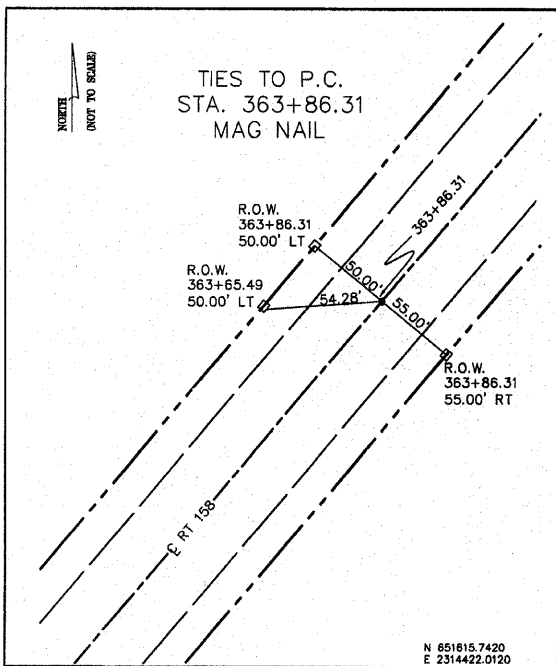 NORTH
(NOT TO SCALE)
TIES TO P.C.
STA. 363+86.31
MAG NAIL
R.O.W.
363+86.31
50.00' LT
363+86.31
R.O.W.
363+65.49
50.00' LT
50.00'
54.28'
55.00'
R.O.W.
363+86.31
55.00' RT
℄ RT 158
N 651615.7420
E 2314422.0120